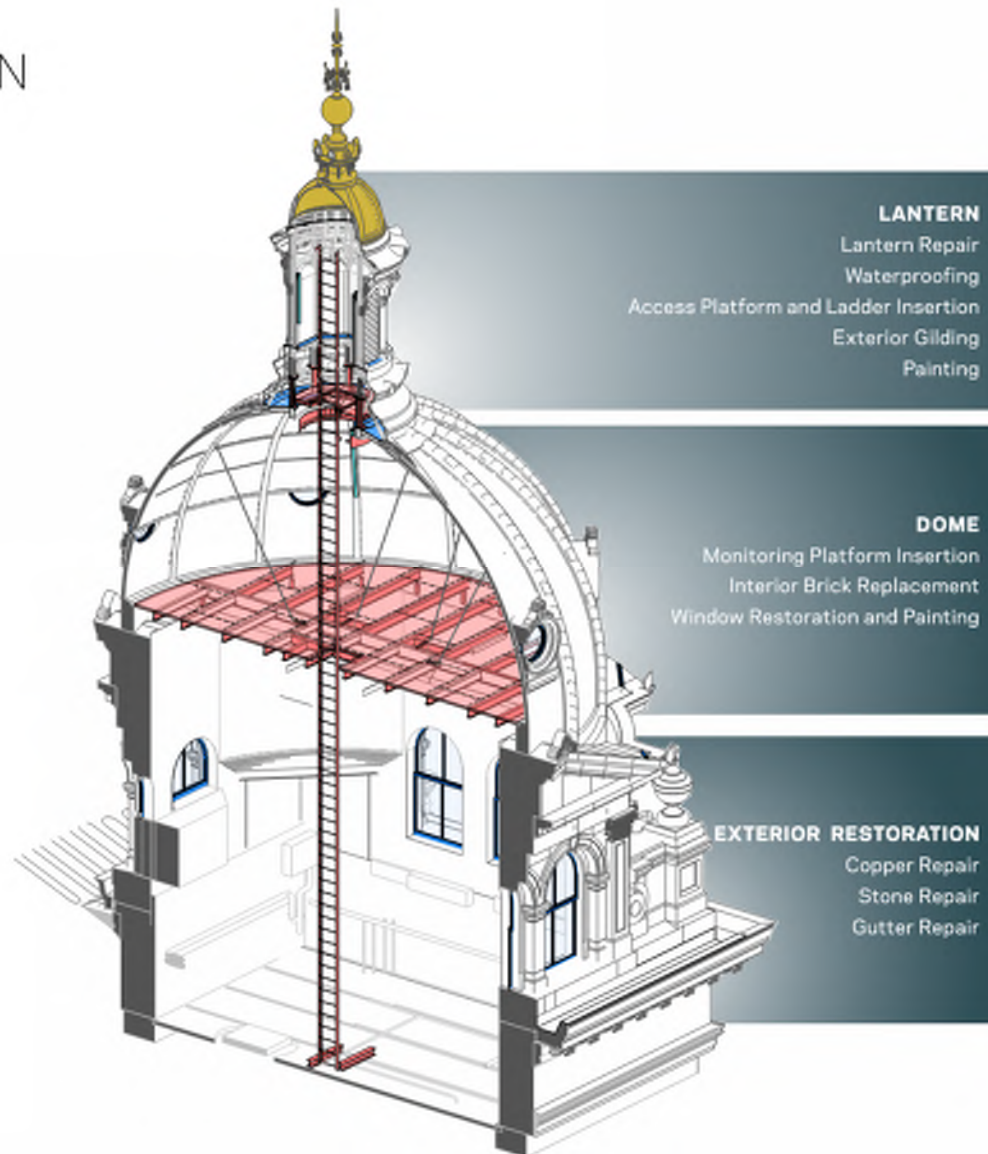 N
LANTERN
Lantern Repair
Waterproofing
Access Platform and Ladder Insertion
Exterior Gilding
Painting
DOME
Monitoring Platform Insertion
Interior Brick Replacement
Window Restoration and Painting
EXTERIOR RESTORATION
Copper Repair
Stone Repair
Gutter Repair